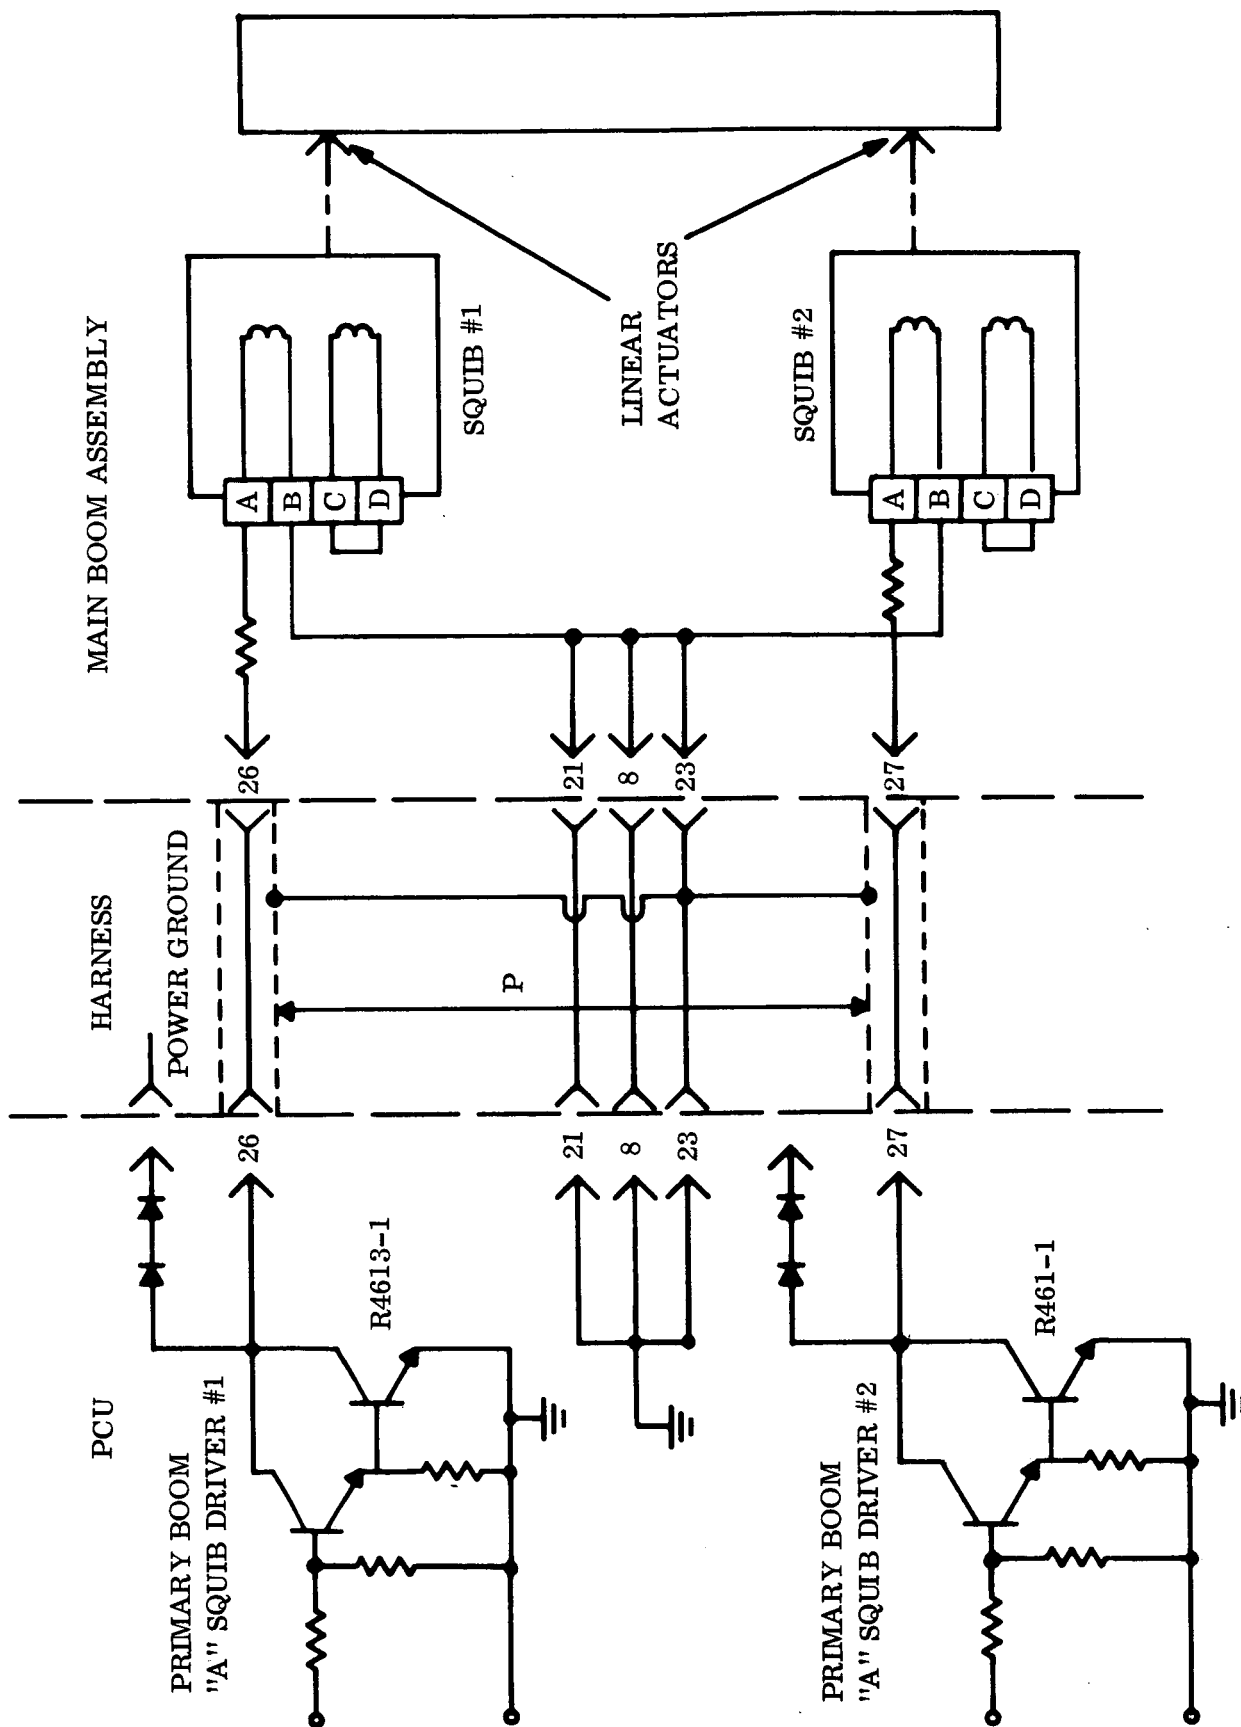 PCU
HARNESS
MAIN BOOM ASSEMBLY
PRIMARY BOOM
"A" SQUIB DRIVER #1
POWER GROUND
26
26
A
B
C
D
R4613-1
SQUIB #1
P
21
21
8
8
23
23
LINEAR
ACTUATORS
PRIMARY BOOM
"A" SQUIB DRIVER #2
SQUIB #2
27
27
A
B
C
D
R461-1